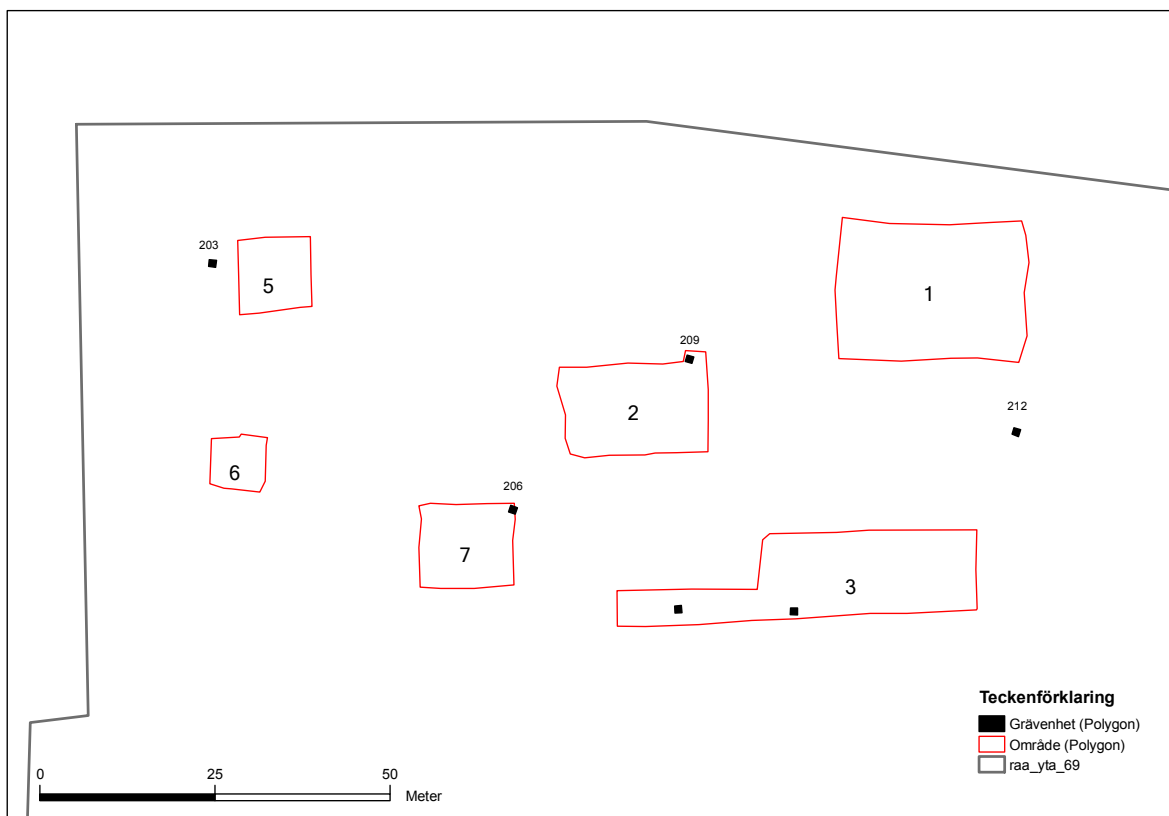 203
5
1
209
2
212
6
206
7
3
Teckenförklaring
Grävenhet (Polygon)
Område (Polygon)
raa_yta_69
0 25 50
Meter